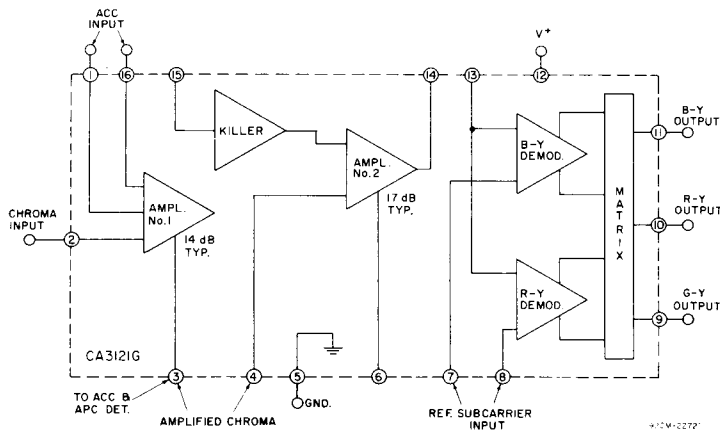 ACC
INPUT
V+
1
16
15
14
13
12
KILLER
B-Y
DEMOD.
B-Y
OUTPUT
11
AMPL.
No.2
17 dB
TYP.
AMPL.
No.1
14 dB
TYP.
CHROMA
INPUT
2
MATRIX
R-Y
OUTPUT
10
R-Y
DEMOD.
G-Y
OUTPUT
9
CA3121G
3
4
5
6
7
8
TO ACC &
APC DET.
AMPLIFIED CHROMA
GND.
REF. SUBCARRIER
INPUT